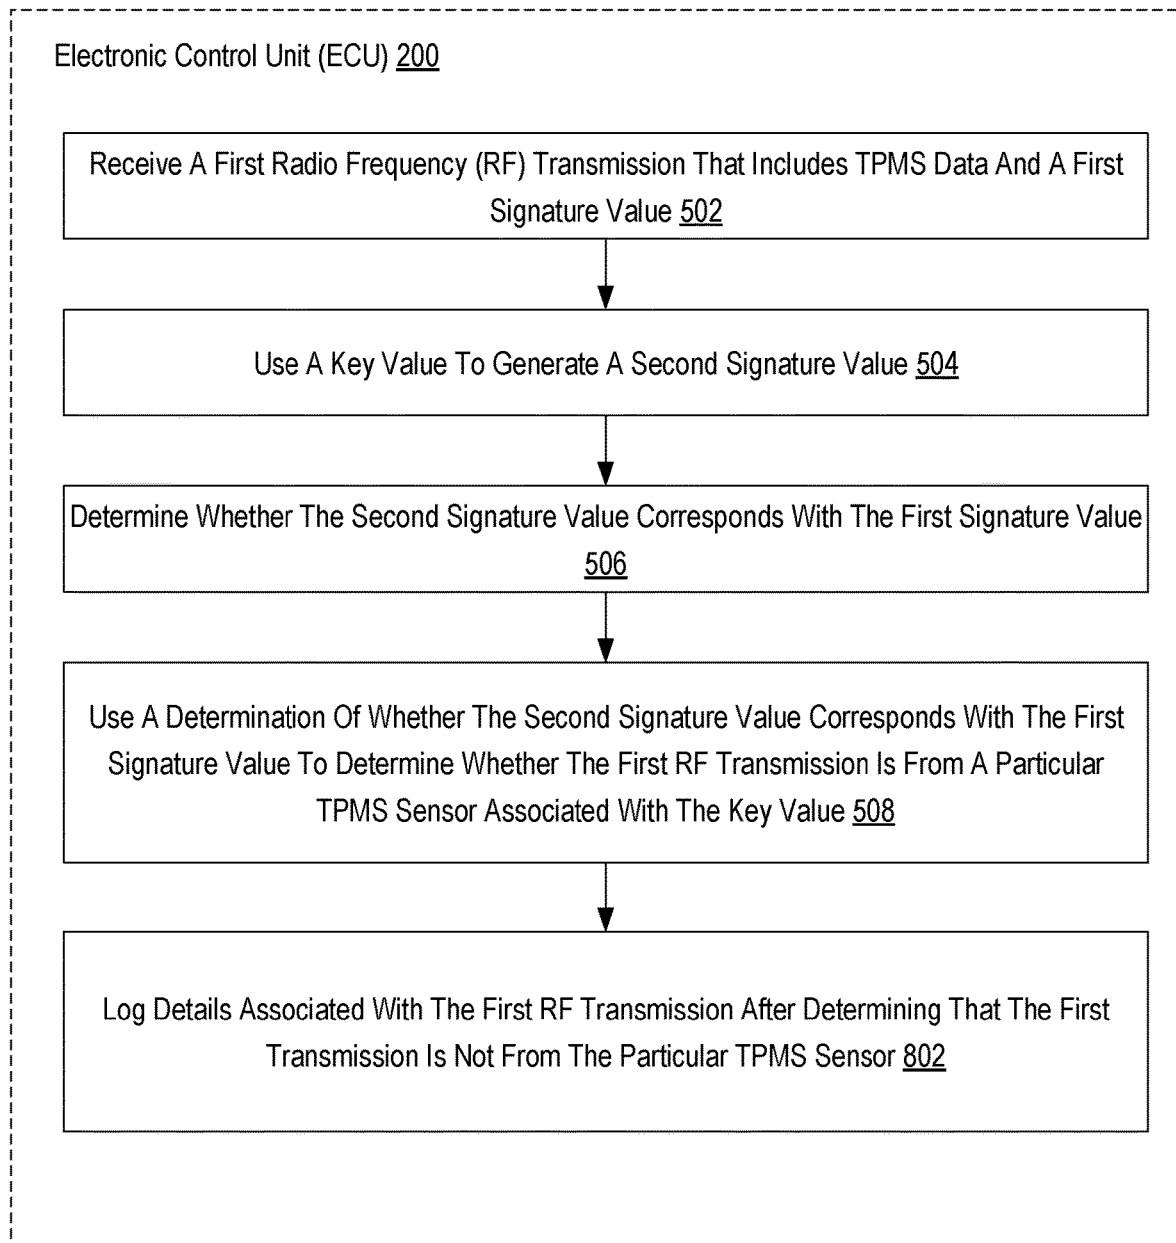 Electronic Control Unit (ECU) 200
Receive A First Radio Frequency (RF) Transmission That Includes TPMS Data And A First
Signature Value 502
Use A Key Value To Generate A Second Signature Value 504
Determine Whether The Second Signature Value Corresponds With The First Signature Value
506
Use A Determination Of Whether The Second Signature Value Corresponds With The First
Signature Value To Determine Whether The First RF Transmission Is From A Particular
TPMS Sensor Associated With The Key Value 508
Log Details Associated With The First RF Transmission After Determining That The First
Transmission Is Not From The Particular TPMS Sensor 802